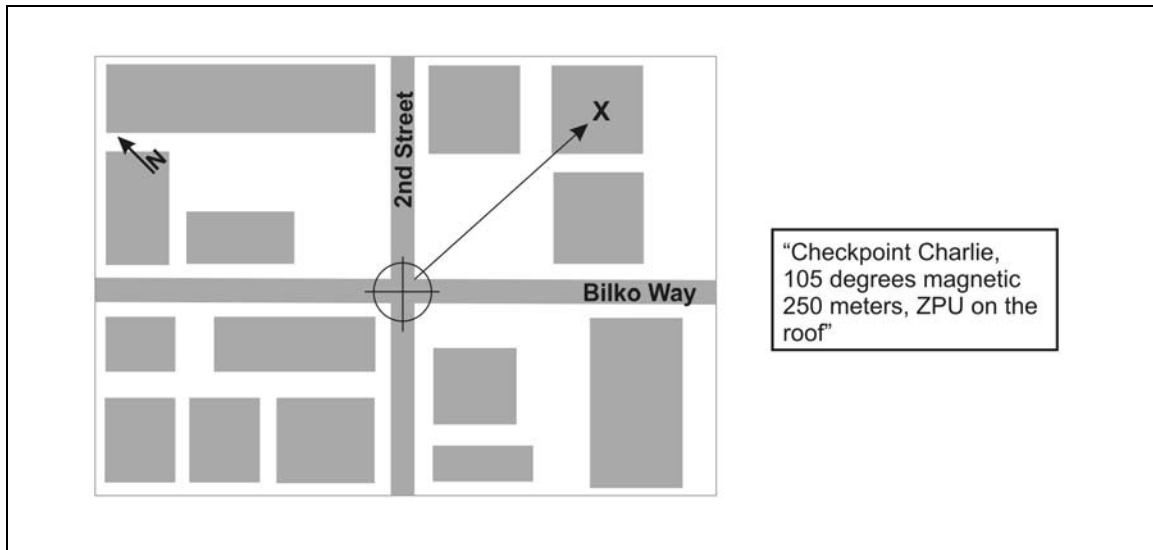 2nd Street
X
N
Bilko Way
“Checkpoint Charlie,
105 degrees magnetic
250 meters, ZPU on the
roof”